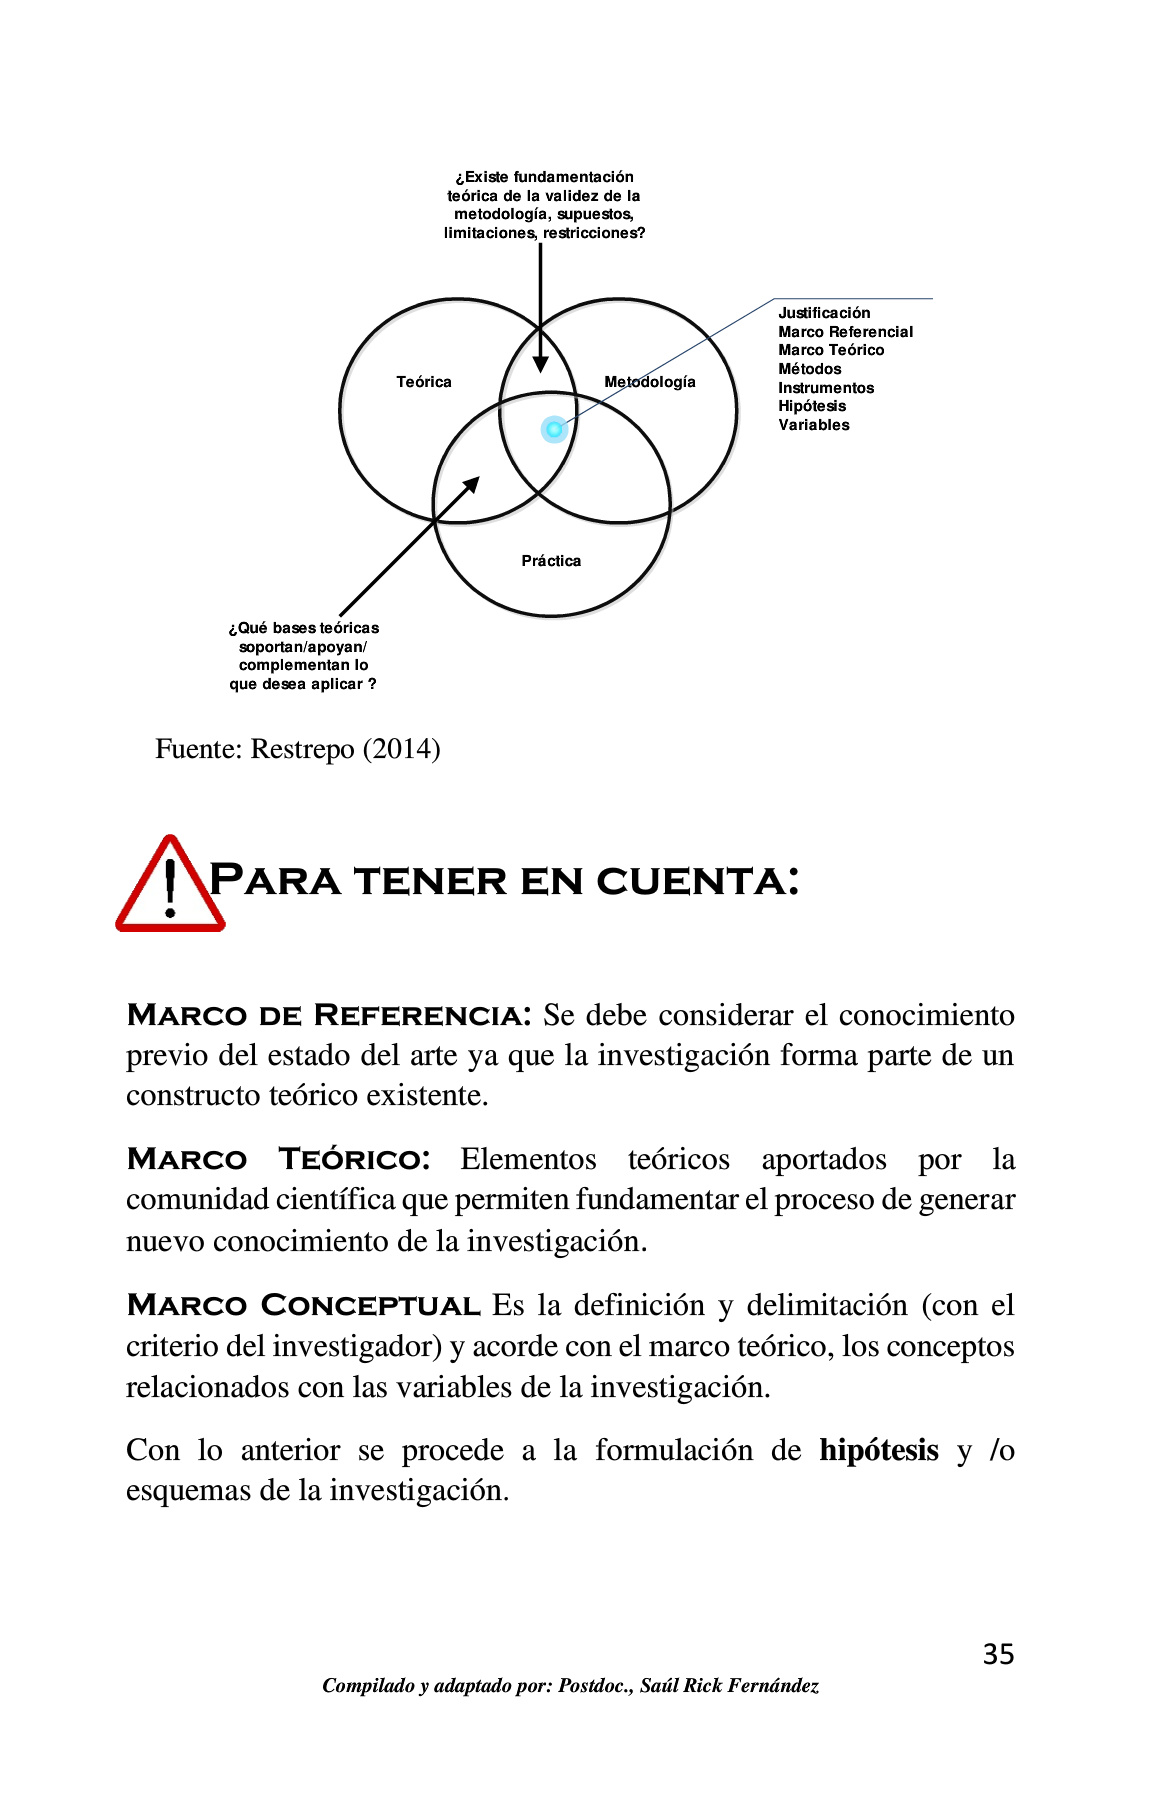 ¿Existe fundamentación
teórica de la validez de la
metodología, supuestos,
limitaciones, restricciones?
Justificación
Marco Referencial
Marco Teórico
Métodos
Instrumentos
Hipótesis
Variables
Teórica
Metodología
Práctica
¿Qué bases teóricas
soportan/apoyan/
complementan lo
que desea aplicar ?
Fuente: Restrepo (2014)
PARA TENER EN CUENTA:
MARCO DE REFERENCIA: Se debe considerar el conocimiento
previo del estado del arte ya que la investigación forma parte de un
constructo teórico existente.
MARCO TEÓRICO: Elementos teóricos aportados por la
comunidad científica que permiten fundamentar el proceso de generar
nuevo conocimiento de la investigación.
MARCO CONCEPTUAL Es la definición y delimitación (con el
criterio del investigador) y acorde con el marco teórico, los conceptos
relacionados con las variables de la investigación.
Con lo anterior se procede a la formulación de hipótesis y /o
esquemas de la investigación.
35
Compilado y adaptado por: Postdoc., Saúl Rick Fernández